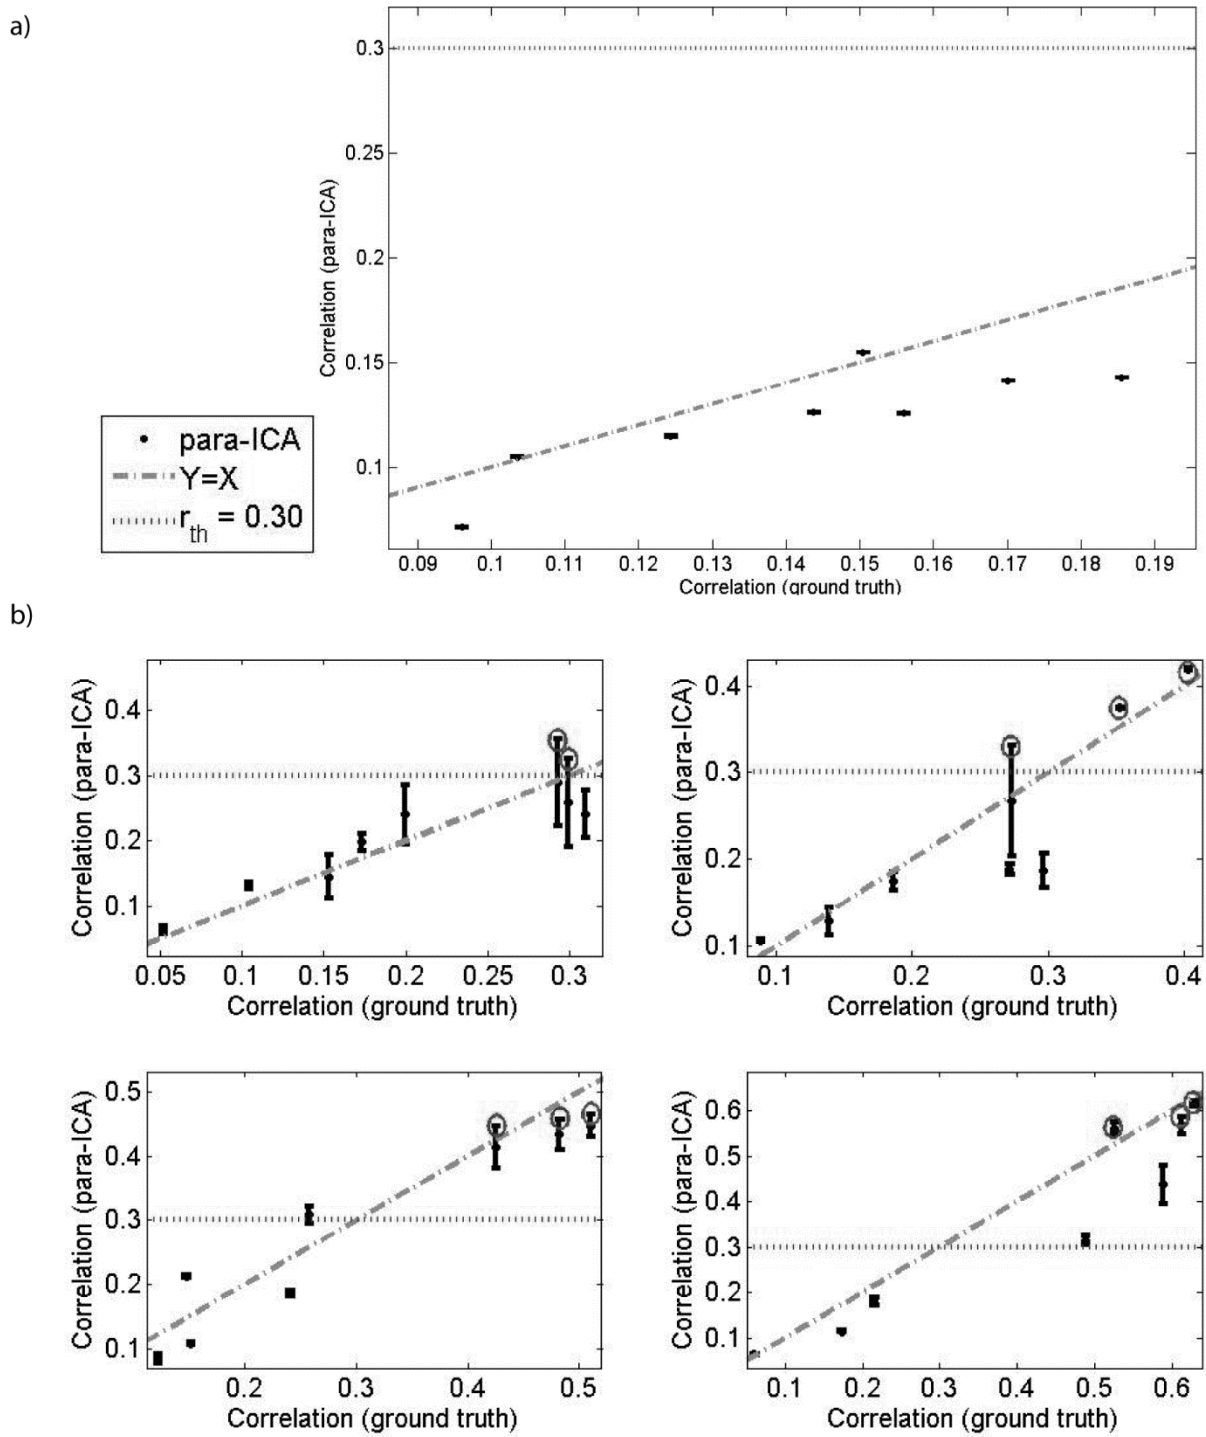 a)
0.3
0.25
0.2
0.15
0.1
Correlation (para-ICA)
0.09 0.1 0.11 0.12 0.13 0.14 0.15 0.16 0.17 0.18 0.19
Correlation (ground truth)
para-ICA
Y=X
r_th = 0.30
b)
0.4
0.3
0.2
0.1
Correlation (para-ICA)
0.05 0.1 0.15 0.2 0.25 0.3
Correlation (ground truth)
0.4
0.3
0.2
0.1
Correlation (para-ICA)
0.1 0.2 0.3 0.4
Correlation (ground truth)
0.5
0.4
0.3
0.2
0.1
Correlation (para-ICA)
0.2 0.3 0.4 0.5
Correlation (ground truth)
0.6
0.5
0.4
0.3
0.2
0.1
Correlation (para-ICA)
0.1 0.2 0.3 0.4 0.5 0.6
Correlation (ground truth)